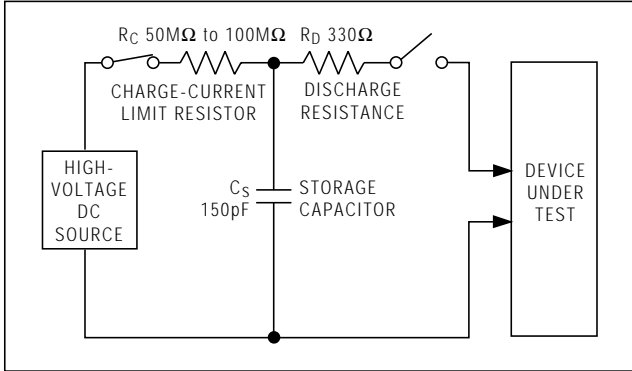 RC 50MΩ to 100MΩ
RD 330Ω
CHARGE-CURRENT
LIMIT RESISTOR
DISCHARGE
RESISTANCE
HIGH-
VOLTAGE
DC
SOURCE
CS
150pF
STORAGE
CAPACITOR
DEVICE
UNDER
TEST